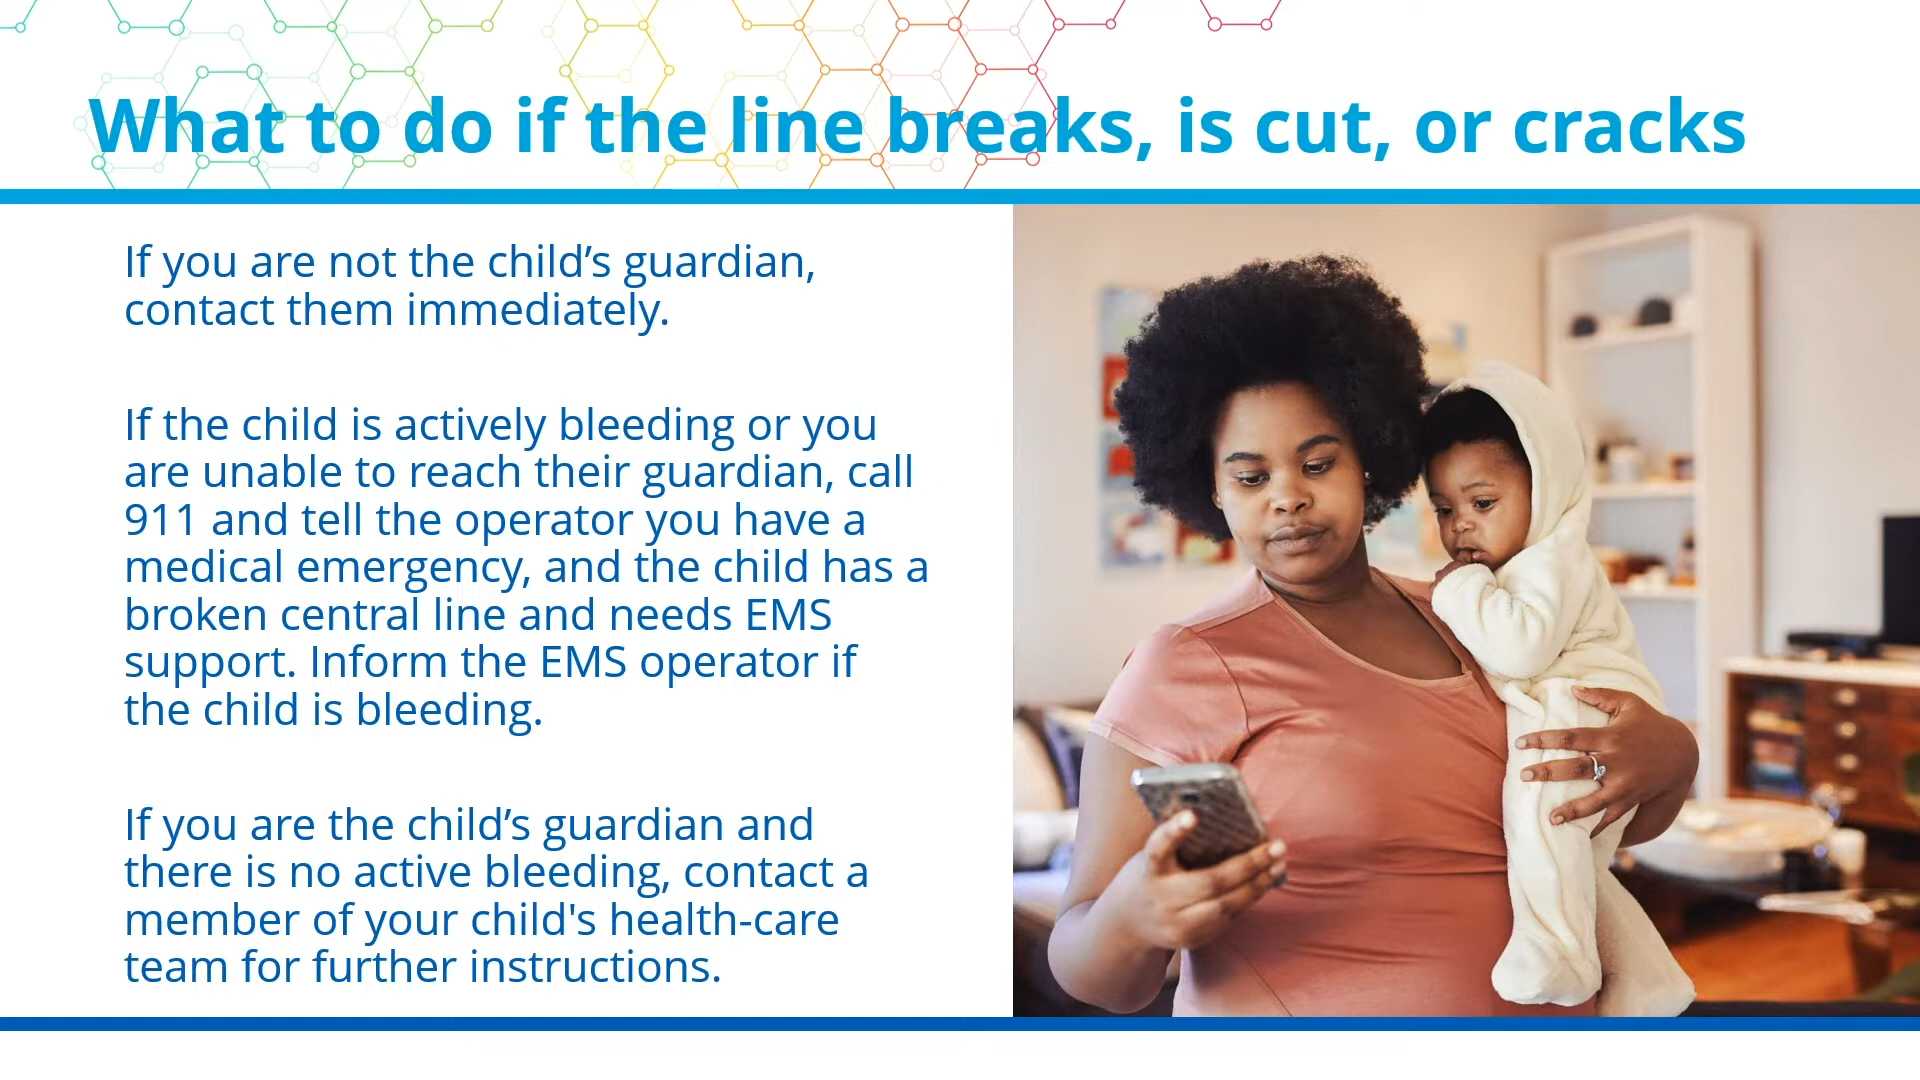 What to do if the line breaks, is cut, or cracks
If you are not the child’s guardian,
contact them immediately.
If the child is actively bleeding or you
are unable to reach their guardian, call
911 and tell the operator you have a
medical emergency, and the child has a
broken central line and needs EMS
support. Inform the EMS operator if
the child is bleeding.
If you are the child’s guardian and
there is no active bleeding, contact a
member of your child's health-care
team for further instructions.